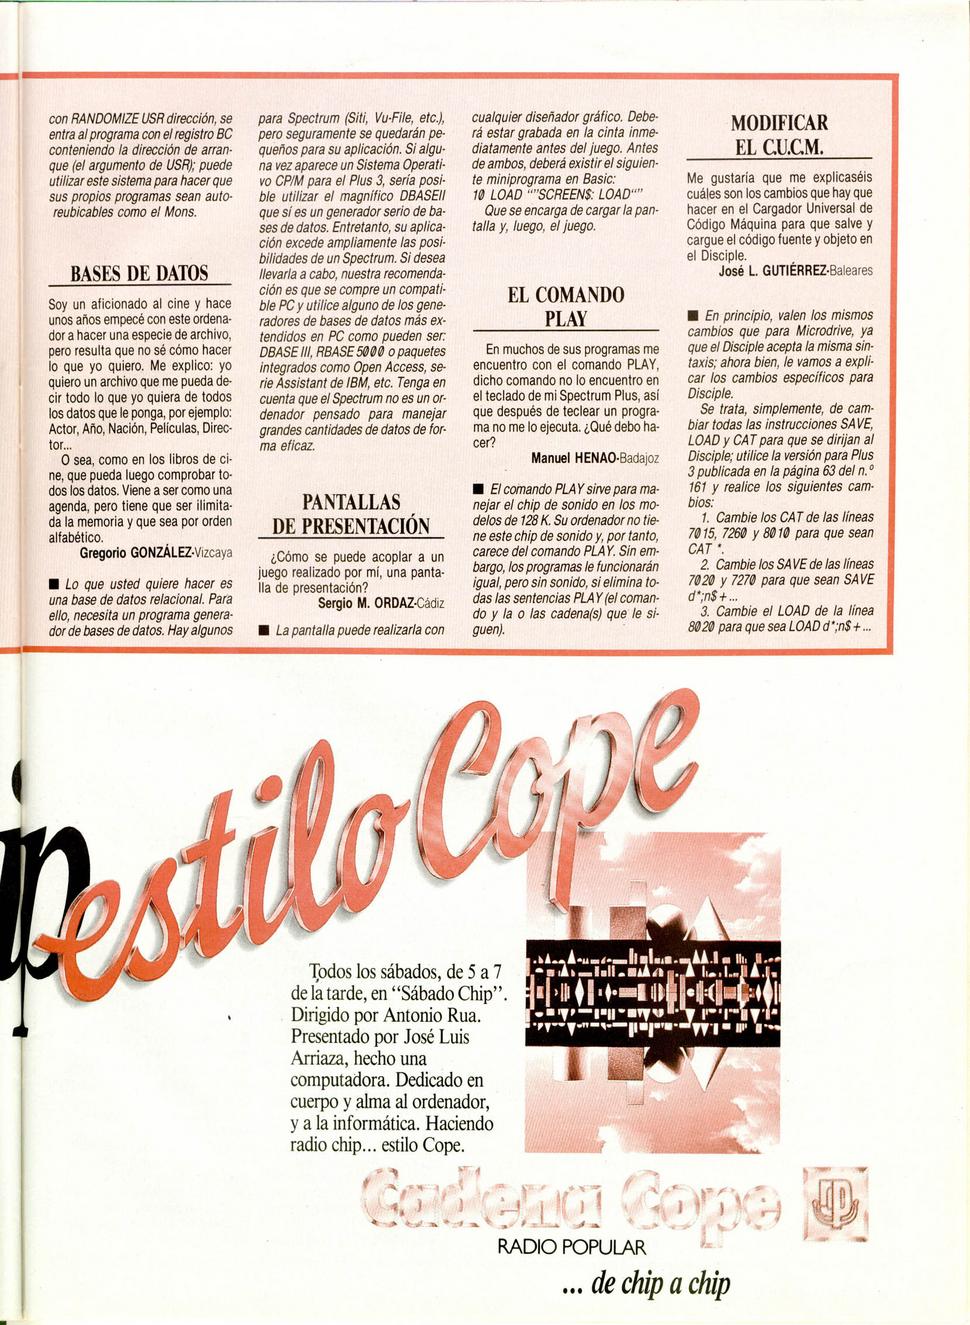 con RANDOMIZE USR dirección, se
entra al programa con el registro BC
conteniendo la dirección de arran-
que (el argumento de USR); puede
utilizar este sistema para hacer que
sus propios programas sean auto-
reubicables como el Mons.
BASES DE DATOS
Soy un aficionado al cine y hace
unos años empecé con este ordena-
dor a hacer una especie de archivo,
pero resulta que no sé cómo hacer
lo que yo quiero. Me explico: yo
quiero un archivo que me pueda de-
cir todo lo que yo quiera de todos
los datos que le ponga, por ejemplo:
Actor, Año, Nación, Películas, Direc-
tor...
O sea, como en los libros de ci-
ne, que pueda luego comprobar to-
dos los datos. Viene a ser como una
agenda, pero tiene que ser ilimita-
da la memoria y que sea por orden
alfabético.
Gregorio GONZÁLEZ-Vizcaya
■ Lo que usted quiere hacer es
una base de datos relacional. Para
ello, necesita un programa genera-
dor de bases de datos. Hay algunos
para Spectrum (Siti, Vu-File, etc.),
pero seguramente se quedarán pe-
queños para su aplicación. Si algu-
na vez aparece un Sistema Operati-
vo CP/M para el Plus 3, sería posi-
ble utilizar el magnífico DBASEII
que sí es un generador serio de ba-
ses de datos. Entretanto, su aplica-
ción excede ampliamente las posi-
bilidades de un Spectrum. Si desea
llevarla a cabo, nuestra recomenda-
ción es que se compre un compati-
ble PC y utilice alguno de los gene-
radores de bases de datos más ex-
tendidos en PC como pueden ser:
DBASE III, RBASE 5000 o paquetes
integrados como Open Access, se-
rie Assistant de IBM, etc. Tenga en
cuenta que el Spectrum no es un or-
denador pensado para manejar
grandes cantidades de datos de for-
ma eficaz.
PANTALLAS
DE PRESENTACIÓN
¿Cómo se puede acoplar a un
juego realizado por mí, una panta-
lla de presentación?
Sergio M. ORDAZ-Cádiz
■ La pantalla puede realizarla con
cualquier diseñador gráfico. Debe-
rá estar grabada en la cinta inme-
diatamente antes del juego. Antes
de ambos, deberá existir el siguien-
te miniprograma en Basic:
10 LOAD ""SCREEN$: LOAD""
Que se encarga de cargar la pan-
talla y, luego, el juego.
EL COMANDO
PLAY
En muchos de sus programas me
encuentro con el comando PLAY,
dicho comando no lo encuentro en
el teclado de mi Spectrum Plus, así
que después de teclear un progra-
ma no me lo ejecuta. ¿Qué debo ha-
cer?
Manuel HENAO-Badajoz
■ El comando PLAY sirve para ma-
nejar el chip de sonido en los mo-
delos de 128 K. Su ordenador no tie-
ne este chip de sonido y, por tanto,
carece del comando PLAY. Sin em-
bargo, los programas le funcionarán
igual, pero sin sonido, si elimina to-
das las sentencias PLAY (el coman-
do y la o las cadena(s) que le si-
guen).
MODIFICAR
EL C.U.C.M.
Me gustaría que me explicaséis
cuáles son los cambios que hay que
hacer en el Cargador Universal de
Código Máquina para que salve y
cargue el código fuente y objeto en
el Disciple.
José L. GUTIÉRREZ-Baleares
■ En principio, valen los mismos
cambios que para Microdrive, ya
que el Disciple acepta la misma sin-
taxis; ahora bien, le vamos a expli-
car los cambios específicos para
Disciple.
Se trata, simplemente, de cam-
biar todas las instrucciones SAVE,
LOAD y CAT para que se dirijan al
Disciple; utilice la versión para Plus
3 publicada en la página 63 del n.º
161 y realice los siguientes cam-
bios:
1. Cambie los CAT de las líneas
7015, 7260 y 8010 para que sean
CAT *.
2. Cambie los SAVE de las líneas
7020 y 7270 para que sean SAVE
d*;n$ + ...
3. Cambie el LOAD de la línea
8020 para que sea LOAD d*;n$ + ...
ip estilo Cope
Todos los sábados, de 5 a 7
de la tarde, en “Sábado Chip”.
Dirigido por Antonio Rua.
Presentado por José Luis
Arriaza, hecho una
computadora. Dedicado en
cuerpo y alma al ordenador,
y a la informática. Haciendo
radio chip... estilo Cope.
Cadena Cope
RADIO POPULAR
... de chip a chip